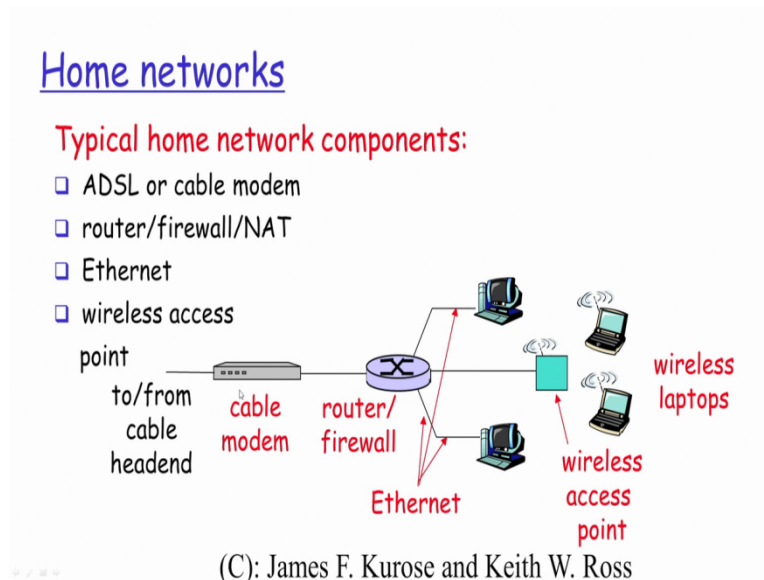 Home networks
Typical home network components:
ADSL or cable modem
router/firewall/NAT
Ethernet
wireless access
point
to/from
cable
headend
cable
modem
router/
firewall
Ethernet
wireless
access
point
wireless
laptops
(C): James F. Kurose and Keith W. Ross